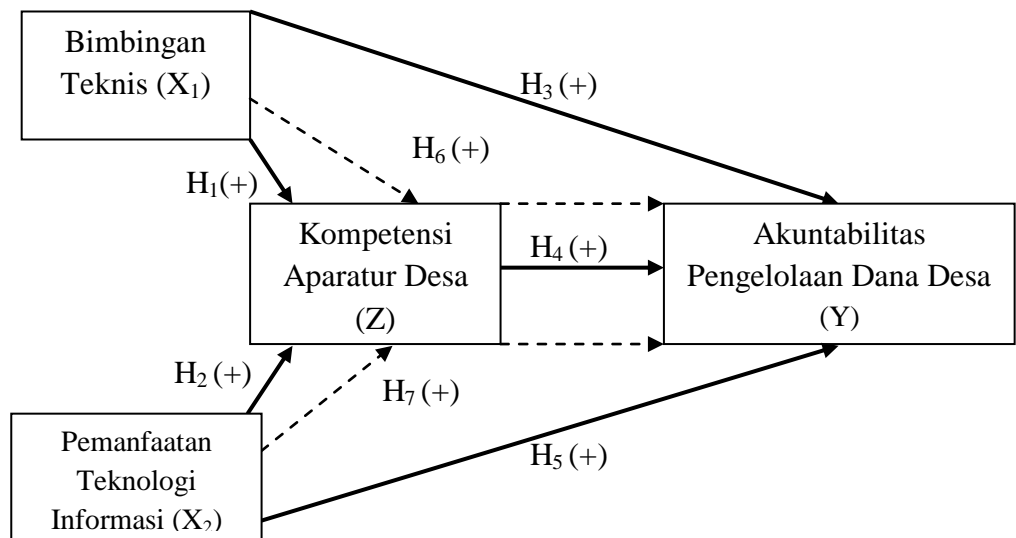 Bimbingan
Teknis (X₁)
H₃ (+)
H₆ (+)
H₁(+)
Kompetensi
Aparatur Desa
(Z)
H₄ (+)
Akuntabilitas
Pengelolaan Dana Desa
(Y)
H₂ (+)
H₇ (+)
Pemanfaatan
Teknologi
Informasi (X₂)
H₅ (+)